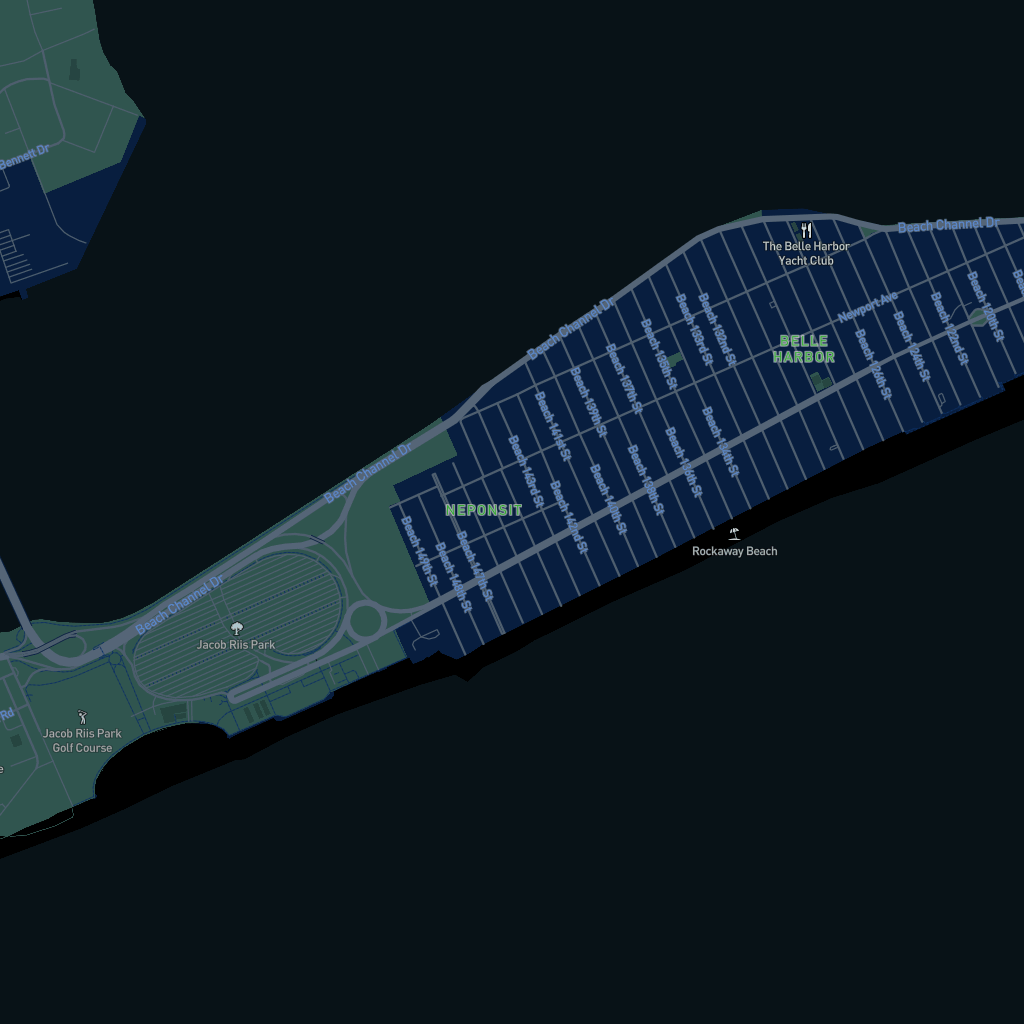 Bennett Dr
Beach Channel Dr
The Belle Harbor
Yacht Club
Beach Channel Dr
Newport Ave
BELLE
HARBOR
Beach 120th St
Beach 122nd St
Beach 124th St
Beach 126th St
Beach 132nd St
Beach 133rd St
Beach 135th St
Beach 137th St
Beach 139th St
Beach 141st St
Beach 143rd St
Beach 134th St
Beach 136th St
Beach 138th St
Beach 140th St
Beach 142nd St
Beach Channel Dr
NEPONSIT
Beach 149th St
Beach 148th St
Beach 147th St
Rockaway Beach
Beach Channel Dr
Jacob Riis Park
Rd
Jacob Riis Park
Golf Course